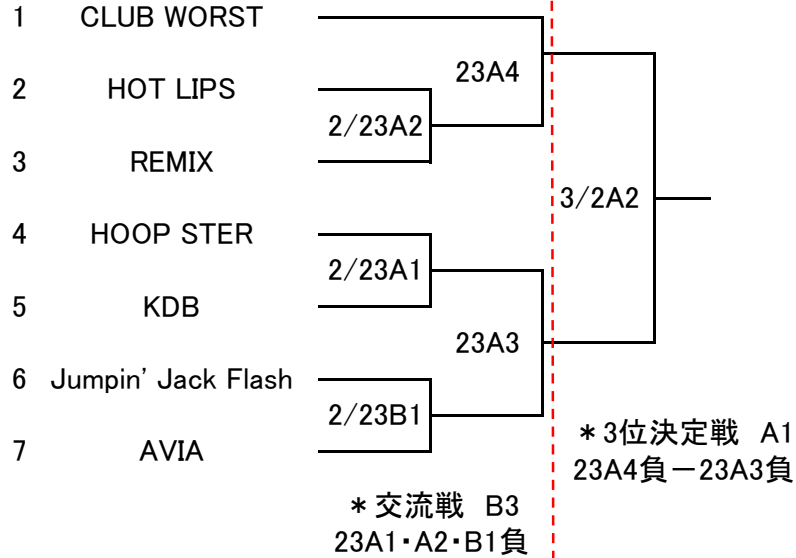 1 CLUB WORST
23A4
2 HOT LIPS
2/23A2
3 REMIX
3/2A2
4 HOOP STER
2/23A1
5 KDB
23A3
6 Jumpin' Jack Flash
2/23B1
7 AVIA
*3位決定戦 A1
23A4負-23A3負
*交流戦 B3
23A1・A2・B1負